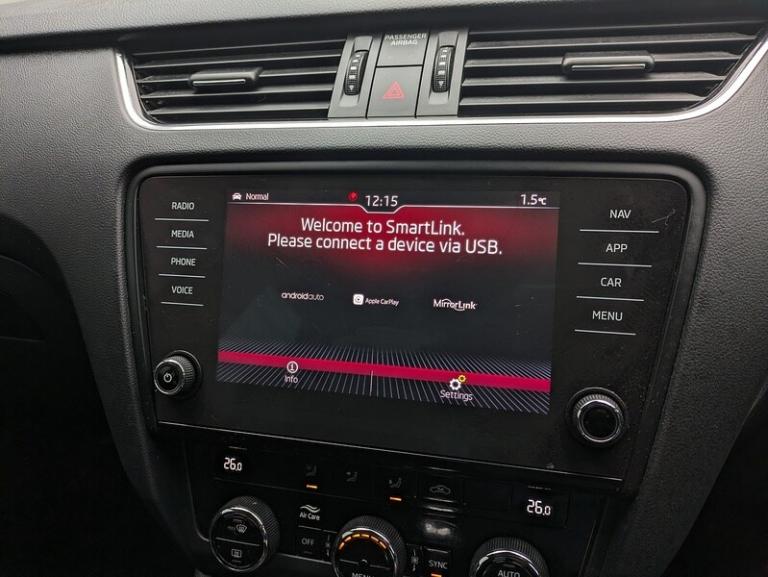 PASSENGER
AIRBAG
Normal
12:15
1.5°C
Welcome to SmartLink.
Please connect a device via USB.
androidauto
Apple CarPlay
MirrorLink
Info
Settings
RADIO
MEDIA
PHONE
VOICE
NAV
APP
CAR
MENU
26.0
26.0
Air Care
OFF
MENU
SYNC
AUTO